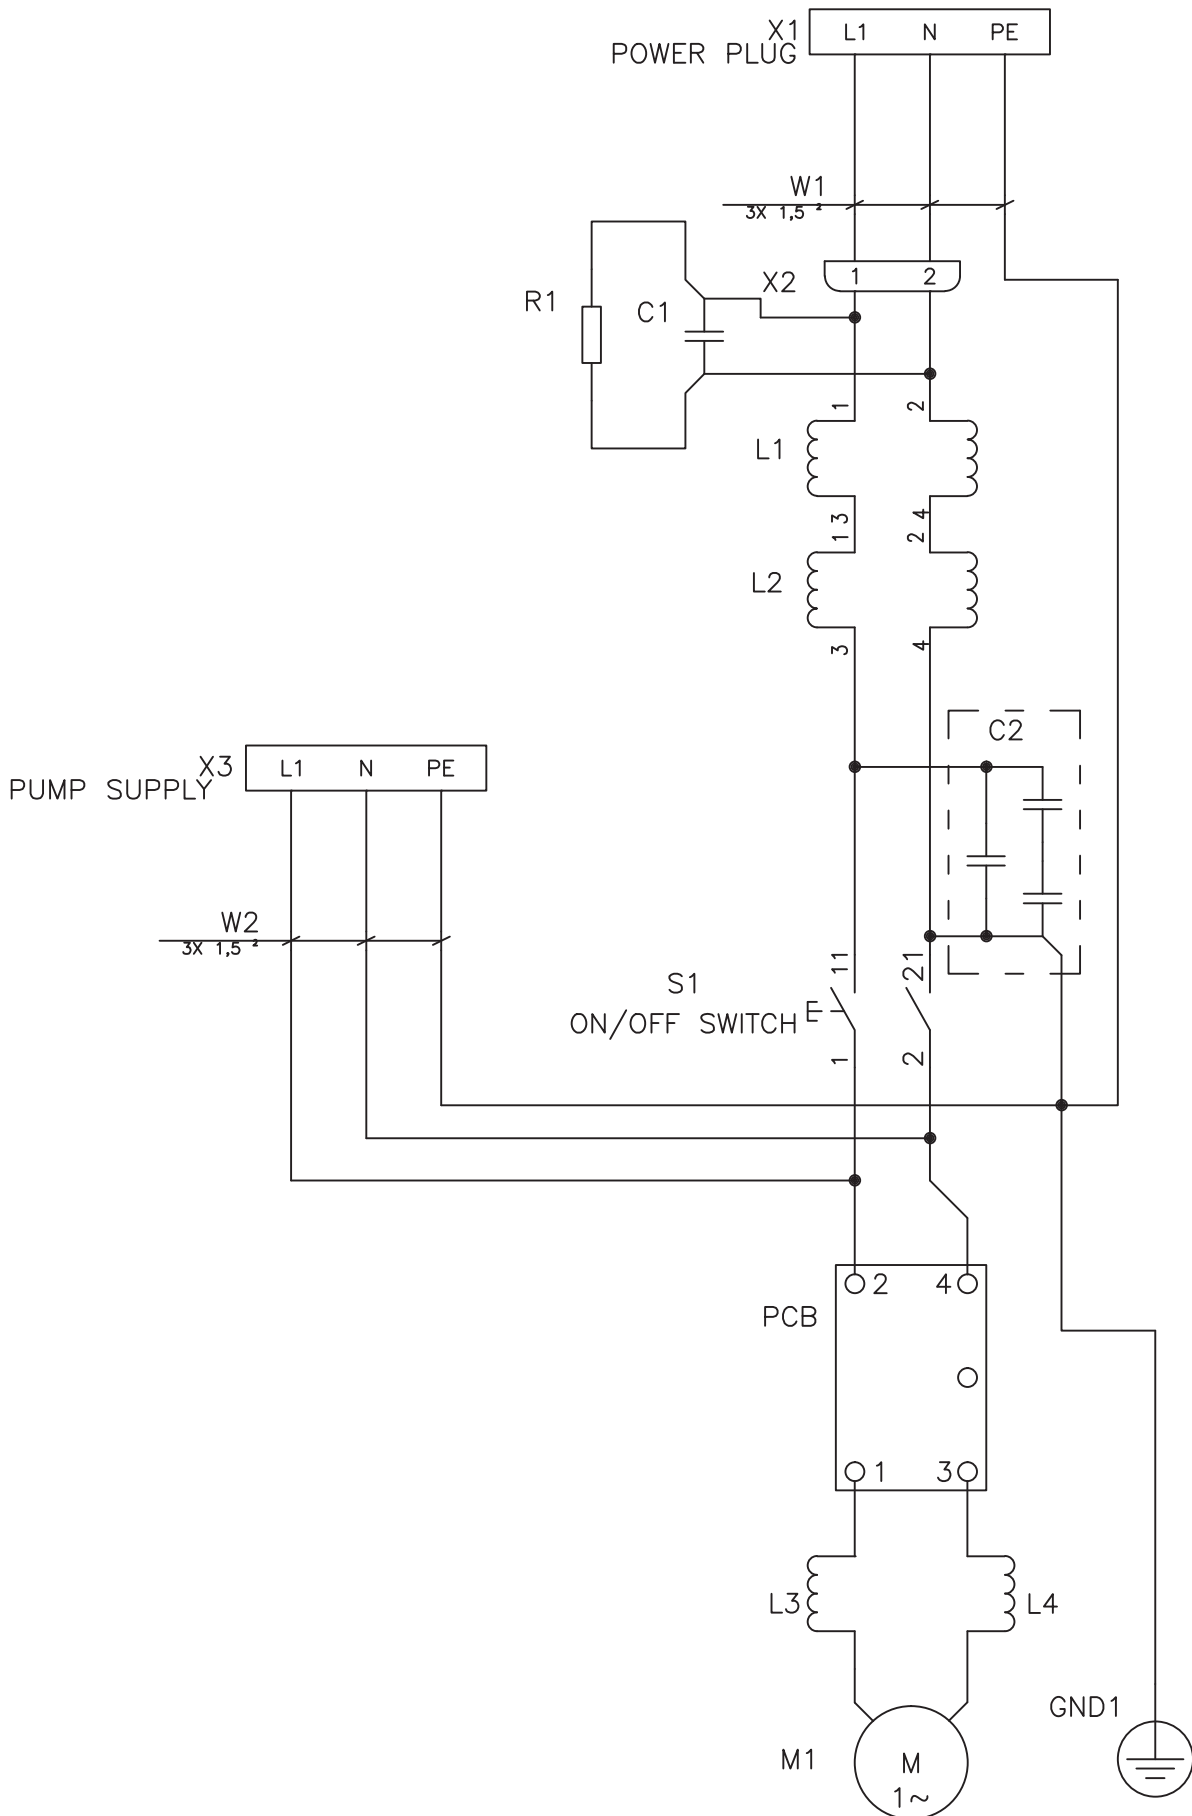 X1 L1 N PE
POWER PLUG
W1
3X 1,5 ²
X2 1 2
R1 C1
1 2
L1
3 4
1 2
L2
3 4
C2
X3 L1 N PE
PUMP SUPPLY
W2
3X 1,5 ²
11 21
S1
ON/OFF SWITCH
1 2
2 4
PCB
1 3
L3 L4
GND1
M1 M
1~